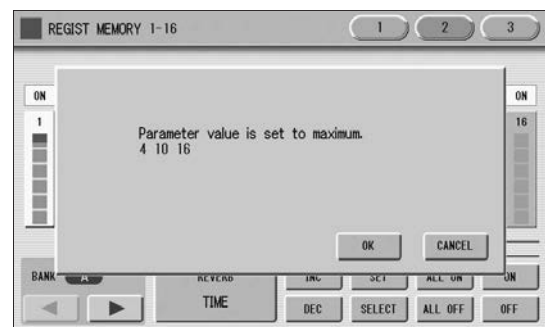 REGIST MEMORY 1-16
1 2 3
ON ON
1 16
Parameter value is set to maximum.
4 10 16
OK CANCEL
BANK A REVERB INC SET ALL ON ON
TIME DEC SELECT ALL OFF OFF